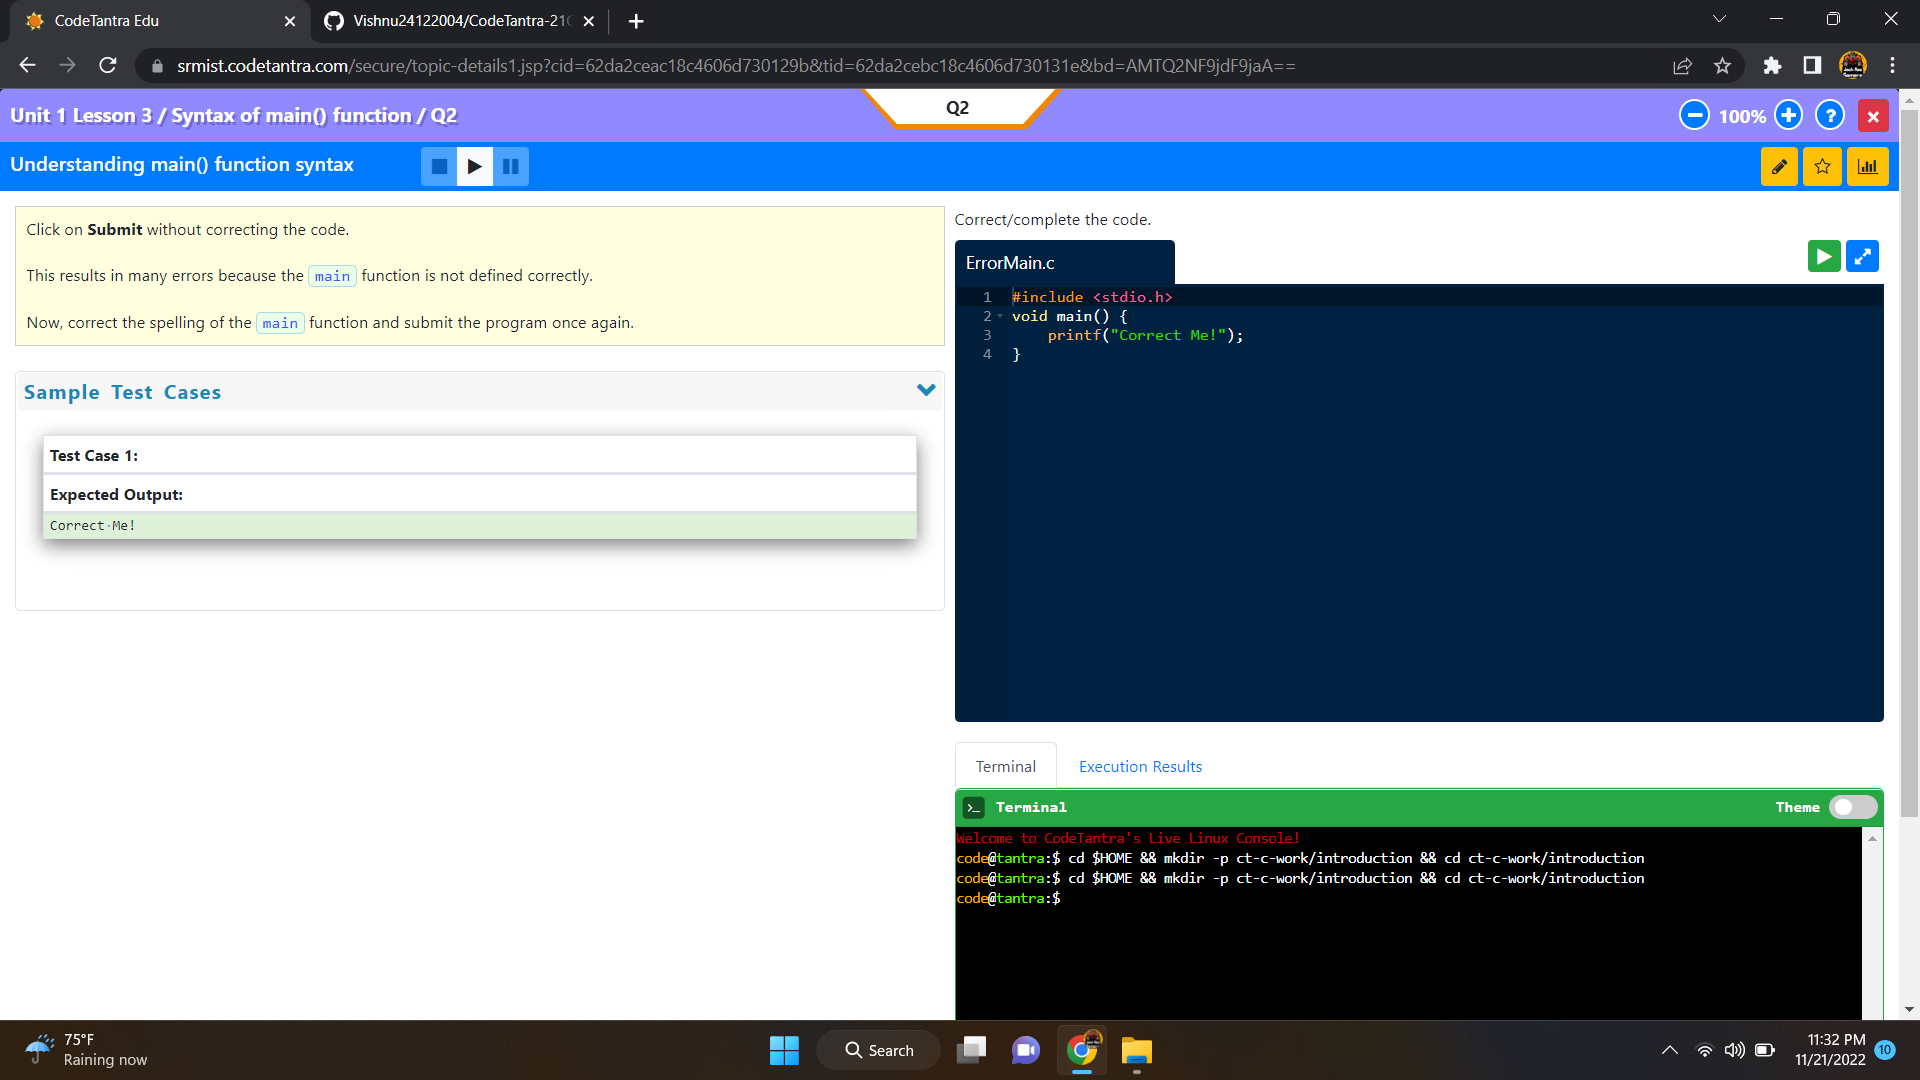 CodeTantra Edu
Vishnu24122004/CodeTantra-21
srmist.codetantra.com/secure/topic-details1.jsp?cid=62da2ceac18c4606d730129b&tid=62da2cebc18c4606d730131e&bd=AMTQ2NF9jdF9jaA==
Unit 1 Lesson 3 / Syntax of main() function / Q2
Q2
100%
?
Understanding main() function syntax
Click on Submit without correcting the code.
This results in many errors because the main function is not defined correctly.
Now, correct the spelling of the main function and submit the program once again.
Sample Test Cases
Test Case 1:
Expected Output:
Correct·Me!
Correct/complete the code.
ErrorMain.c
1 #include <stdio.h>
2 void main() {
3 printf("Correct Me!");
4 }
Terminal
Execution Results
>_ Terminal
Theme
Welcome to CodeTantra's Live Linux Console!
code@tantra:$ cd $HOME && mkdir -p ct-c-work/introduction && cd ct-c-work/introduction
code@tantra:$ cd $HOME && mkdir -p ct-c-work/introduction && cd ct-c-work/introduction
code@tantra:$
75°F
Raining now
Search
11:32 PM
11/21/2022
10